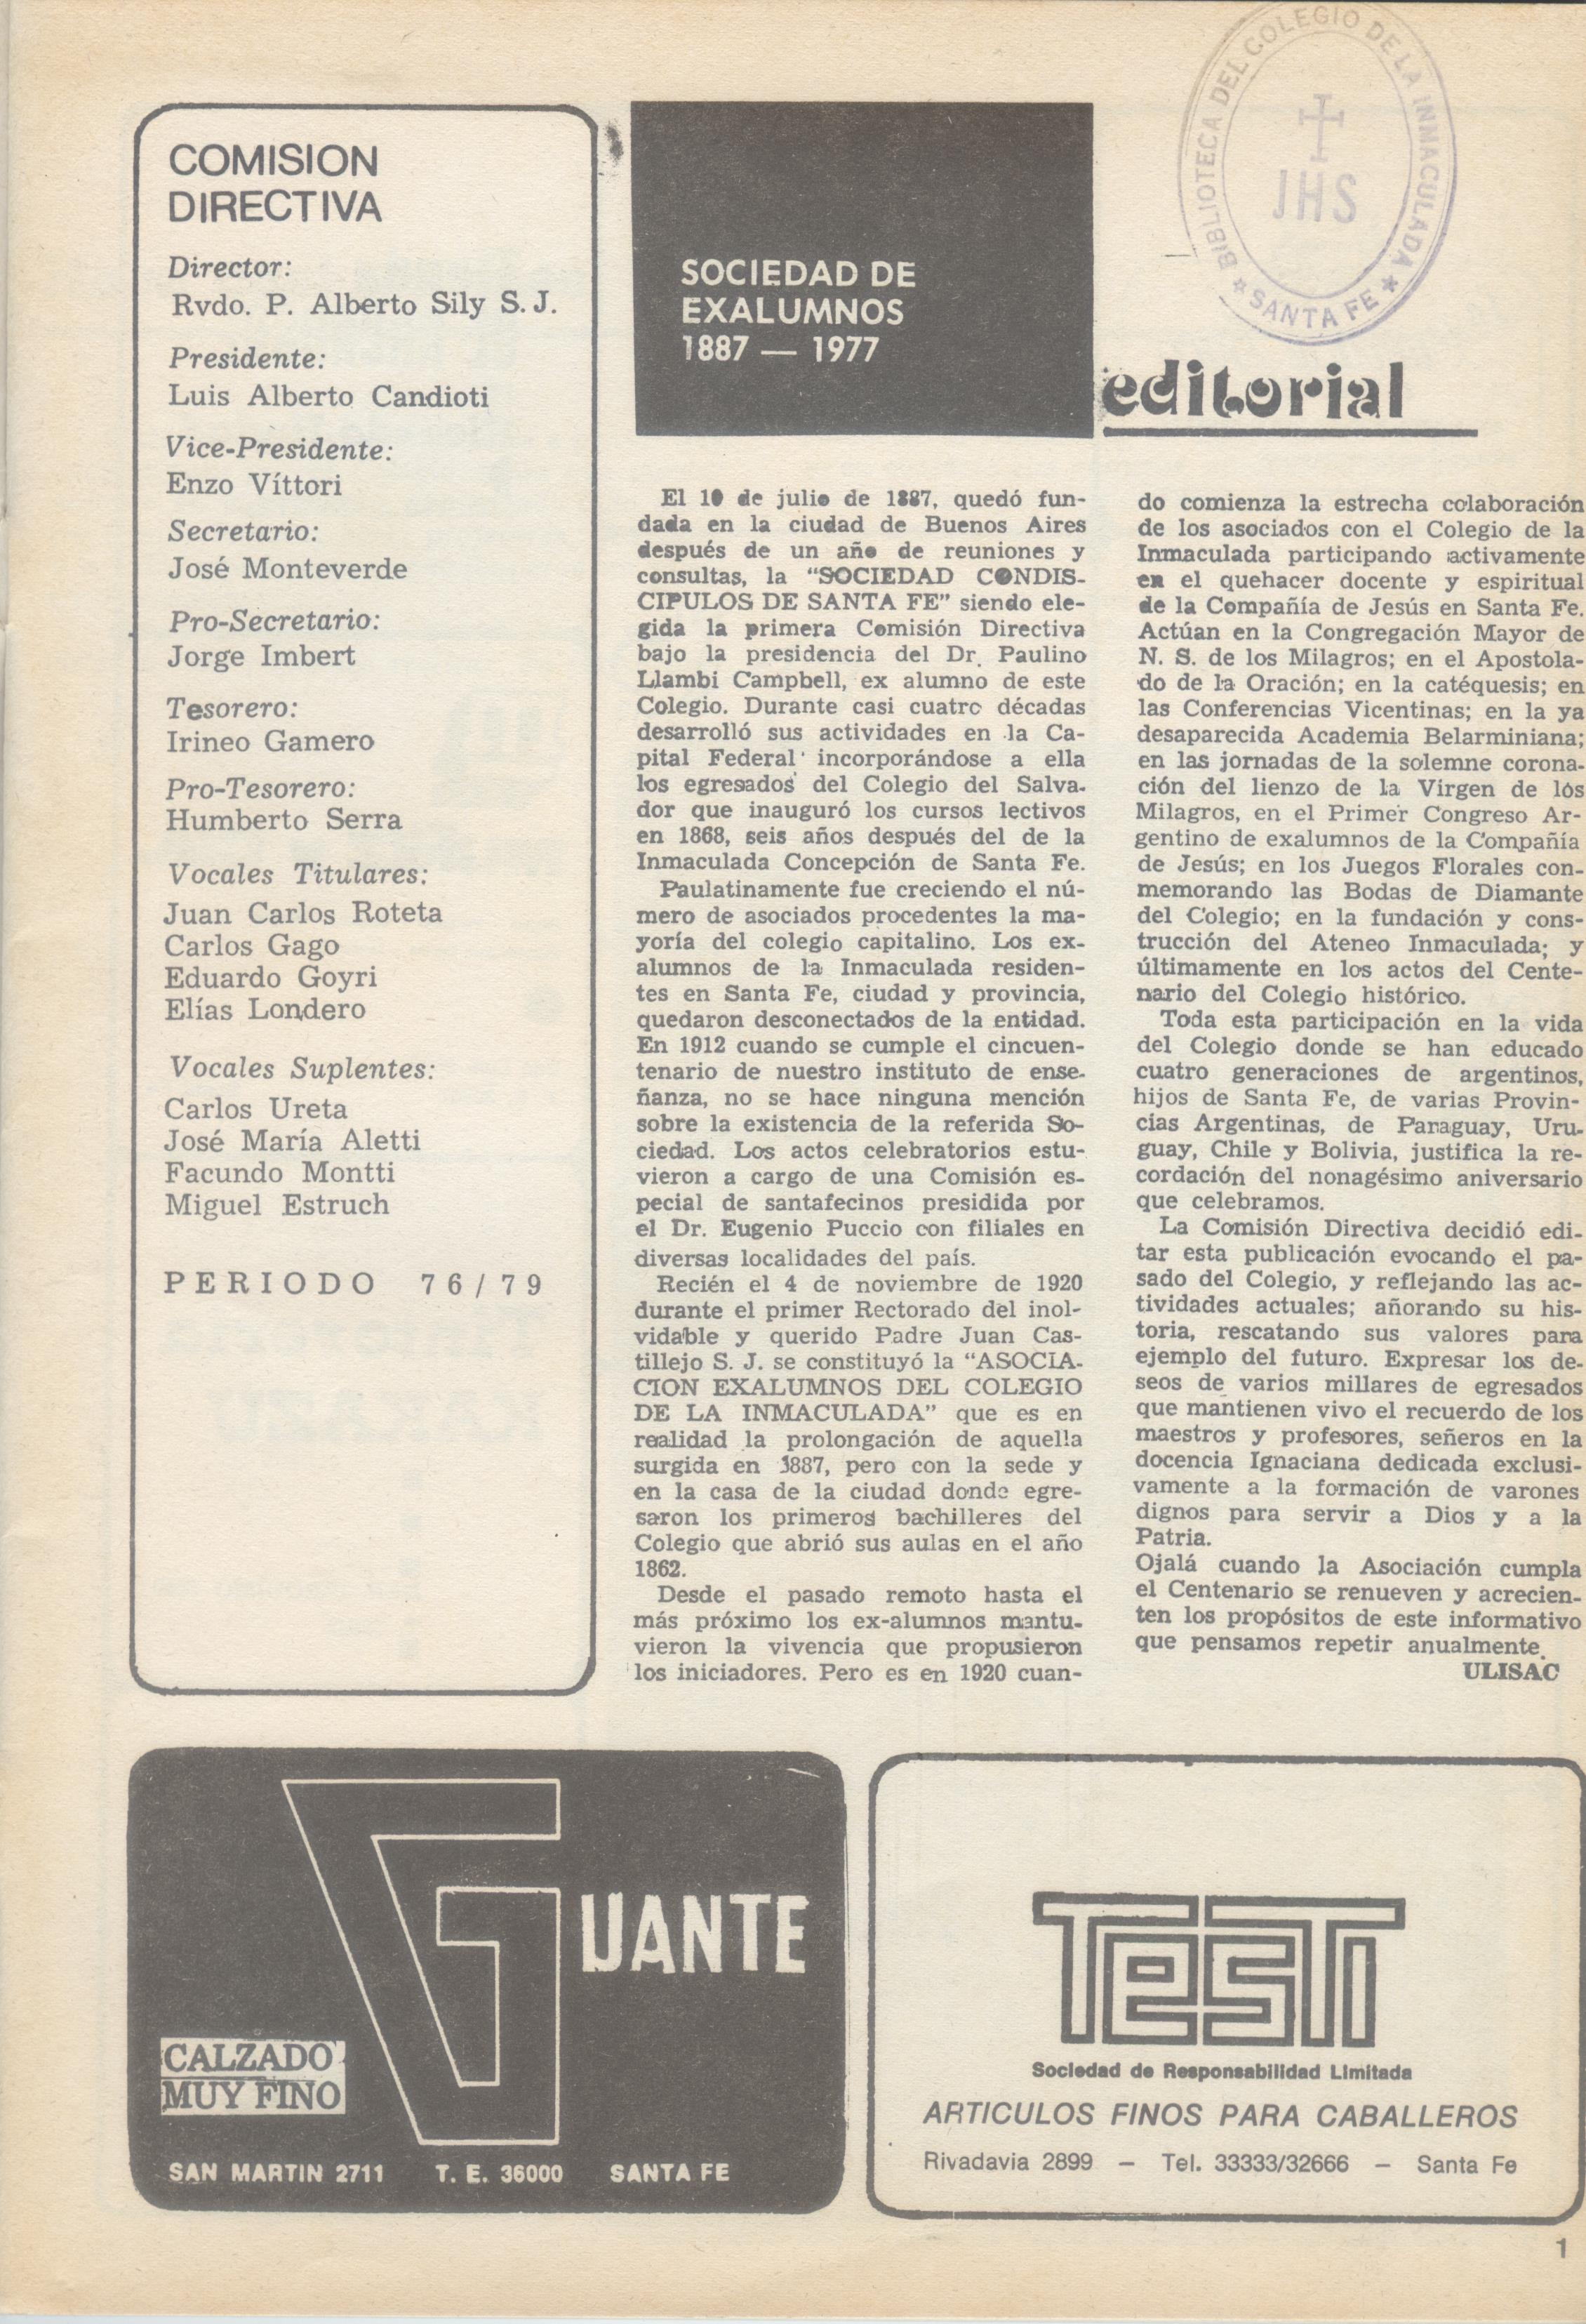 BIBLIOTECA DEL COLEGIO DE LA INMACULADA
★ SANTA FE ★
JHS
COMISION
DIRECTIVA
Director:
Rvdo. P. Alberto Sily S. J.
Presidente:
Luis Alberto Candioti
Vice-Presidente:
Enzo Víttori
Secretario:
José Monteverde
Pro-Secretario:
Jorge Imbert
Tesorero:
Irineo Gamero
Pro-Tesorero:
Humberto Serra
Vocales Titulares:
Juan Carlos Roteta
Carlos Gago
Eduardo Goyri
Elías Londero
Vocales Suplentes:
Carlos Ureta
José María Aletti
Facundo Montti
Miguel Estruch
PERIODO 76/79
SOCIEDAD DE
EXALUMNOS
1887 — 1977
editorial
El 10 de julio de 1887, quedó fun-
dada en la ciudad de Buenos Aires
después de un año de reuniones y
consultas, la "SOCIEDAD CONDIS-
CIPULOS DE SANTA FE" siendo ele-
gida la primera Comisión Directiva
bajo la presidencia del Dr. Paulino
Llambi Campbell, ex alumno de este
Colegio. Durante casi cuatro décadas
desarrolló sus actividades en la Ca-
pital Federal incorporándose a ella
los egresados del Colegio del Salva-
dor que inauguró los cursos lectivos
en 1868, seis años después del de la
Inmaculada Concepción de Santa Fe.
Paulatinamente fue creciendo el nú-
mero de asociados procedentes la ma-
yoría del colegio capitalino. Los ex-
alumnos de la Inmaculada residen-
tes en Santa Fe, ciudad y provincia,
quedaron desconectados de la entidad.
En 1912 cuando se cumple el cincuen-
tenario de nuestro instituto de ense-
ñanza, no se hace ninguna mención
sobre la existencia de la referida So-
ciedad. Los actos celebratorios estu-
vieron a cargo de una Comisión es-
pecial de santafecinos presidida por
el Dr. Eugenio Puccio con filiales en
diversas localidades del país.
Recién el 4 de noviembre de 1920
durante el primer Rectorado del inol-
vidable y querido Padre Juan Cas-
tillejo S. J. se constituyó la "ASOCIA-
CION EXALUMNOS DEL COLEGIO
DE LA INMACULADA" que es en
realidad la prolongación de aquella
surgida en 1887, pero con la sede y
en la casa de la ciudad donde egre-
saron los primeros bachilleres del
Colegio que abrió sus aulas en el año
1862.
Desde el pasado remoto hasta el
más próximo los ex-alumnos mantu-
vieron la vivencia que propusieron
los iniciadores. Pero es en 1920 cuan-
do comienza la estrecha colaboración
de los asociados con el Colegio de la
Inmaculada participando activamente
en el quehacer docente y espiritual
de la Compañía de Jesús en Santa Fe.
Actúan en la Congregación Mayor de
N. S. de los Milagros; en el Apostola-
do de la Oración; en la catéquesis; en
las Conferencias Vicentinas; en la ya
desaparecida Academia Belarminiana;
en las jornadas de la solemne corona-
ción del lienzo de la Virgen de lós
Milagros, en el Primer Congreso Ar-
gentino de exalumnos de la Compañía
de Jesús; en los Juegos Florales con-
memorando las Bodas de Diamante
del Colegio; en la fundación y cons-
trucción del Ateneo Inmaculada; y
últimamente en los actos del Cente-
nario del Colegio histórico.
Toda esta participación en la vida
del Colegio donde se han educado
cuatro generaciones de argentinos,
hijos de Santa Fe, de varias Provin-
cias Argentinas, de Paraguay, Uru-
guay, Chile y Bolivia, justifica la re-
cordación del nonagésimo aniversario
que celebramos.
La Comisión Directiva decidió edi-
tar esta publicación evocando el pa-
sado del Colegio, y reflejando las ac-
tividades actuales; añorando su his-
toria, rescatando sus valores para
ejemplo del futuro. Expresar los de-
seos de varios millares de egresados
que mantienen vivo el recuerdo de los
maestros y profesores, señeros en la
docencia Ignaciana dedicada exclusi-
vamente a la formación de varones
dignos para servir a Dios y a la
Patria.
Ojalá cuando la Asociación cumpla
el Centenario se renueven y acrecien-
ten los propósitos de este informativo
que pensamos repetir anualmente.
ULISAC
GUANTE
CALZADO
MUY FINO
SAN MARTIN 2711 T. E. 36000 SANTA FE
TEST
Sociedad de Responsabilidad Limitada
ARTICULOS FINOS PARA CABALLEROS
Rivadavia 2899 — Tel. 33333/32666 — Santa Fe
1